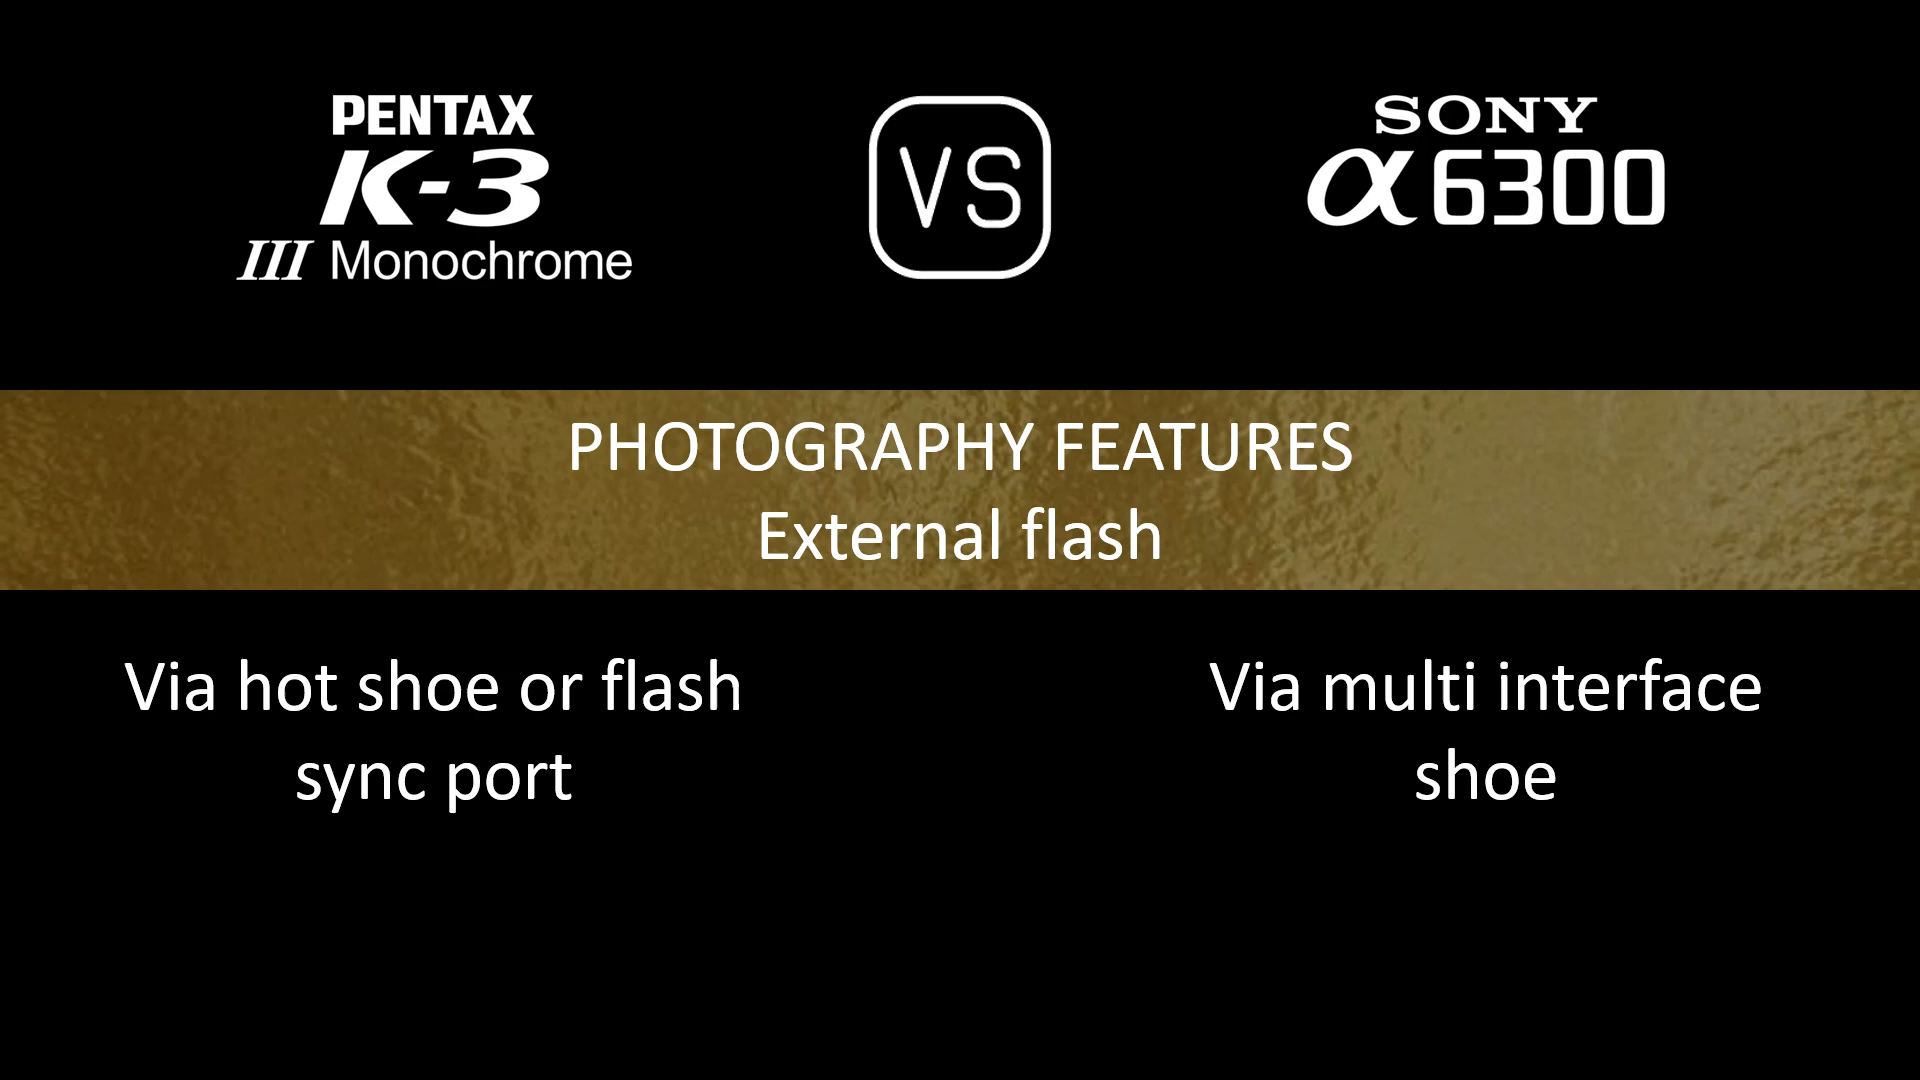 PENTAX
K-3
III Monochrome
VS
SONY
α6300
PHOTOGRAPHY FEATURES
External flash
Via hot shoe or flash
sync port
Via multi interface
shoe